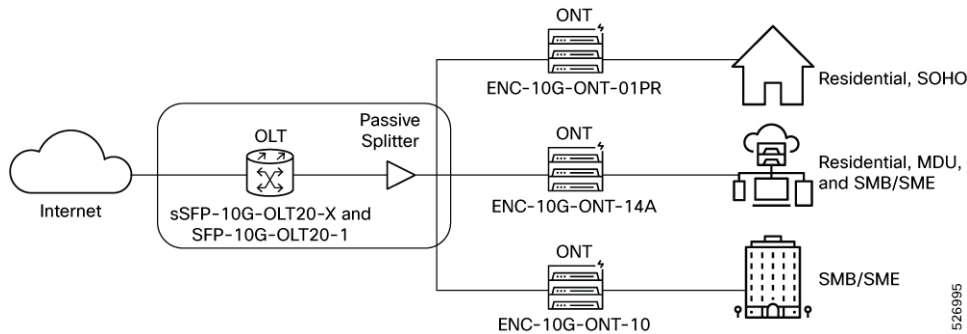 ONT
ENC-10G-ONT-01PR
Residential, SOHO
Passive
Splitter
OLT
ONT
Internet
sSFP-10G-OLT20-X and
SFP-10G-OLT20-1
ENC-10G-ONT-14A
Residential, MDU,
and SMB/SME
ONT
ENC-10G-ONT-10
SMB/SME
526995